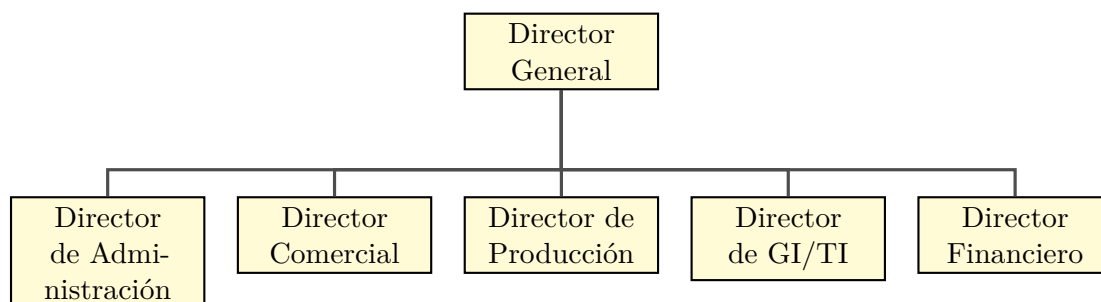 Director
General
Director
de Admi-
nistración
Director
Comercial
Director de
Producción
Director
de GI/TI
Director
Financiero